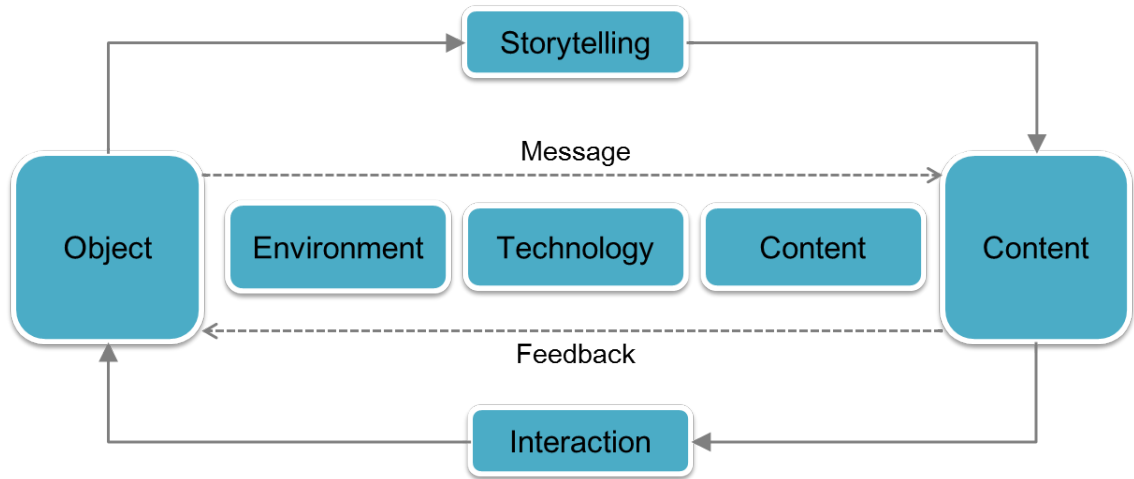 Storytelling
Message
Object
Environment
Technology
Content
Content
Feedback
Interaction